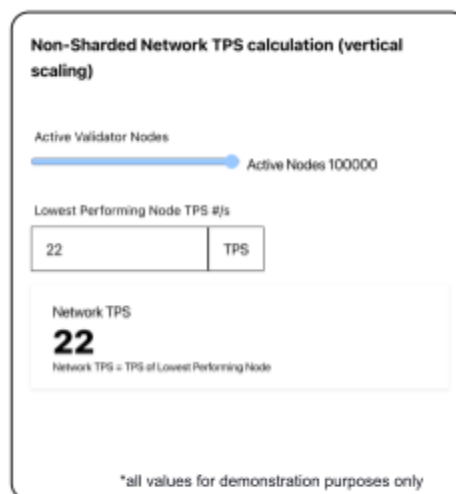 Non-Sharded Network TPS calculation (vertical
scaling)
Active Validator Nodes
Active Nodes 100000
Lowest Performing Node TPS #/s
22 TPS
Network TPS
22
Network TPS = TPS of Lowest Performing Node
*all values for demonstration purposes only